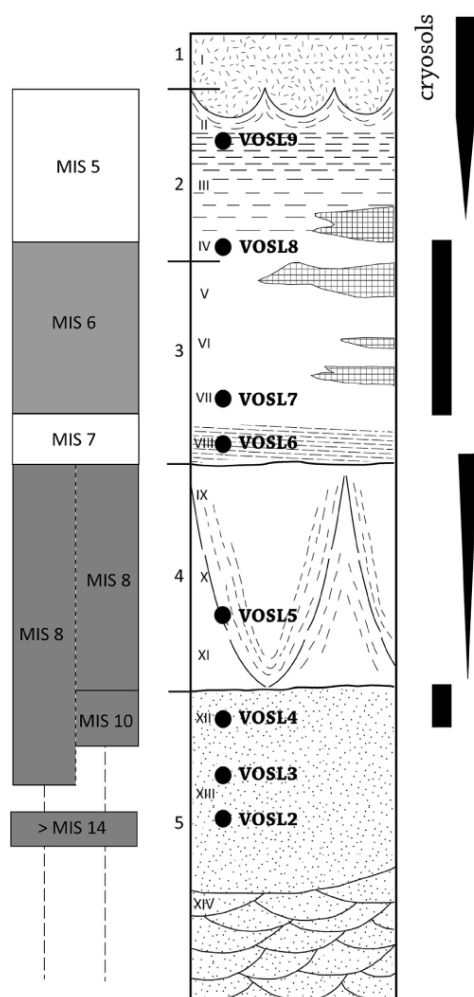 cryosols
1
I
II
VOSL9
MIS 5
2
III
IV
VOSL8
V
MIS 6
3
VI
VII
VOSL7
MIS 7
VIII
VOSL6
IX
MIS 8
4
X
VOSL5
MIS 8
XI
MIS 10
XII
VOSL4
VOSL3
XIII
> MIS 14
5
VOSL2
XIV